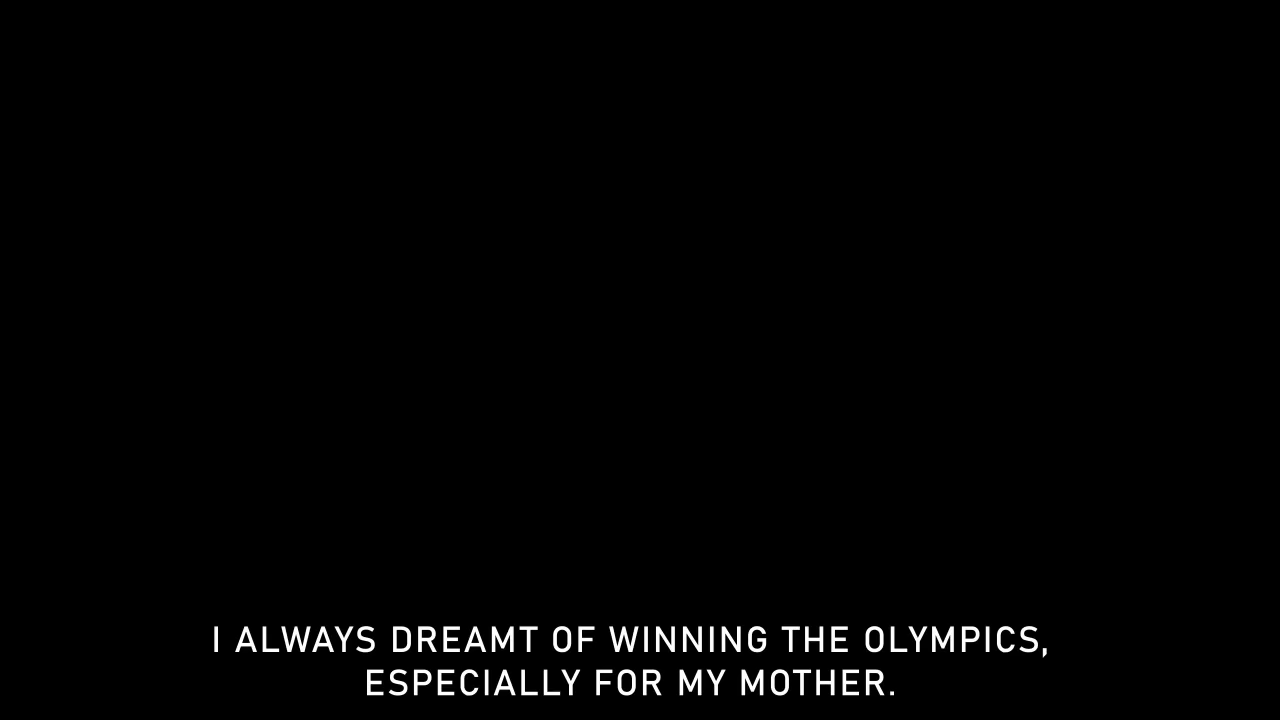 I ALWAYS DREAMT OF WINNING THE OLYMPICS,
ESPECIALLY FOR MY MOTHER.